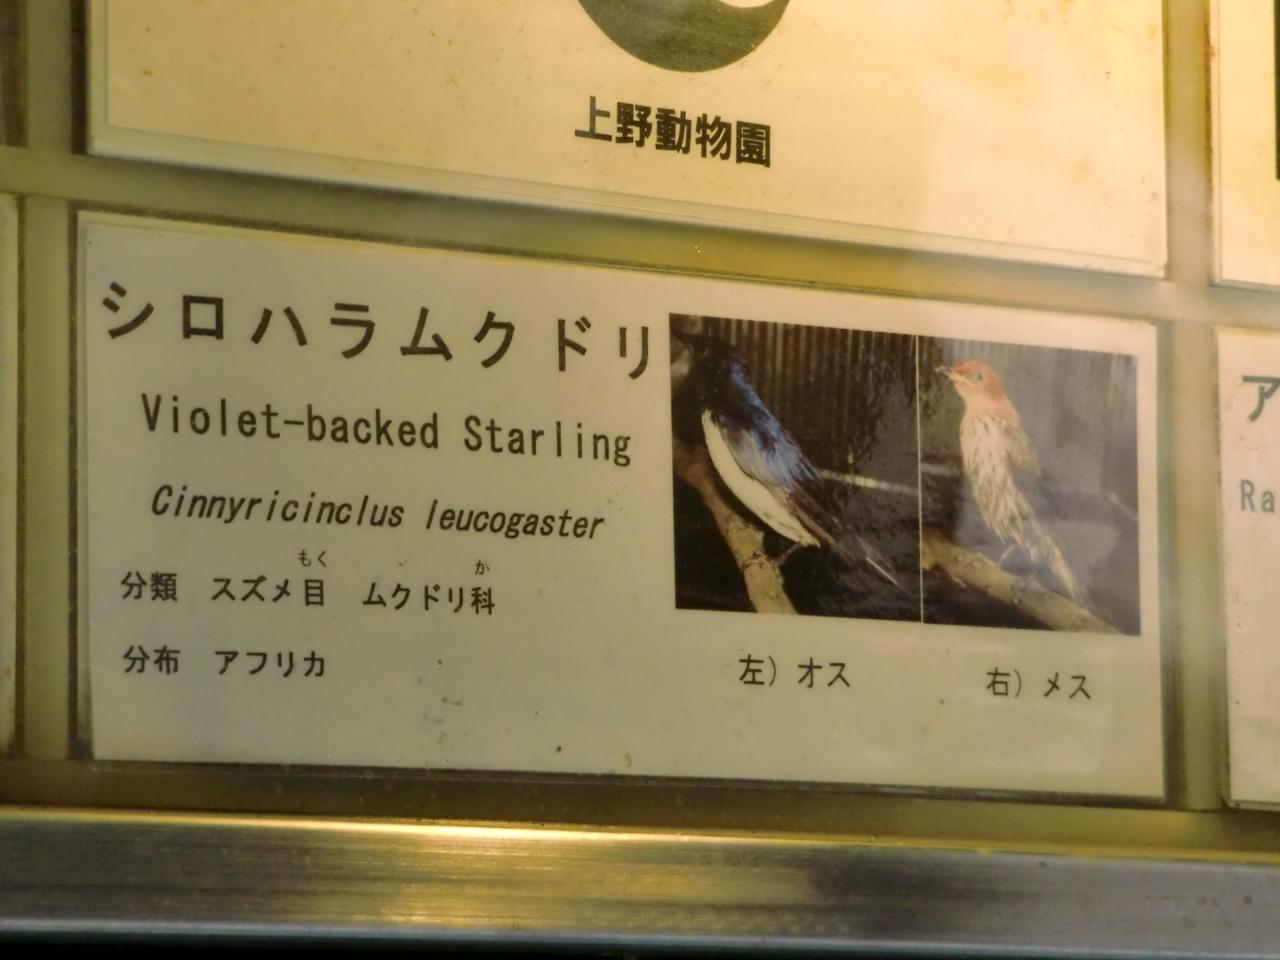 上野動物園
シロハラムクドリ
Violet-backed Starling
Cinnyricinclus leucogaster
もく か
分類 スズメ目 ムクドリ科
分布 アフリカ
左）オス 右）メス
ア
Ra